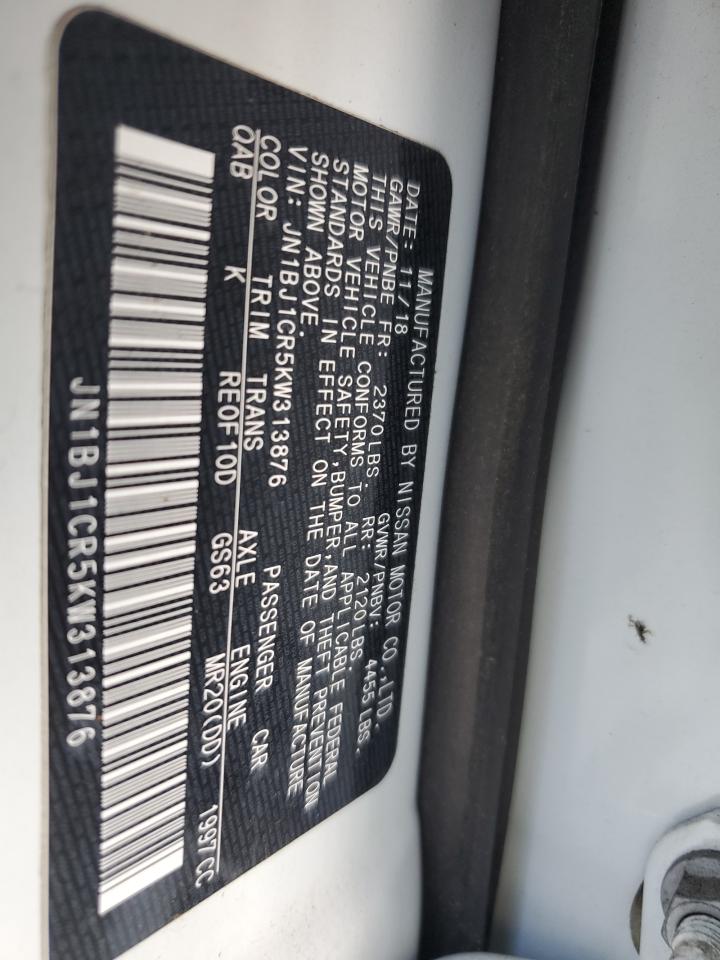 MANUFACTURED BY NISSAN MOTOR CO.,LTD.
DATE: 11/18 GVWR/PNBV: 4455 LBS.
GAWR/PNBE FR: 2370LBS. RR: 2120LBS
THIS VEHICLE CONFORMS TO ALL APPLICABLE FEDERAL
MOTOR VEHICLE SAFETY,BUMPER,AND THEFT PREVENTION
STANDARDS IN EFFECT ON THE DATE OF MANUFACTURE
SHOWN ABOVE.
VIN: JN1BJ1CR5KW313876 PASSENGER CAR
COLOR TRIM TRANS AXLE ENGINE
QAB K RE0F10D GS63 MR20(DD) 1997CC
JN1BJ1CR5KW313876